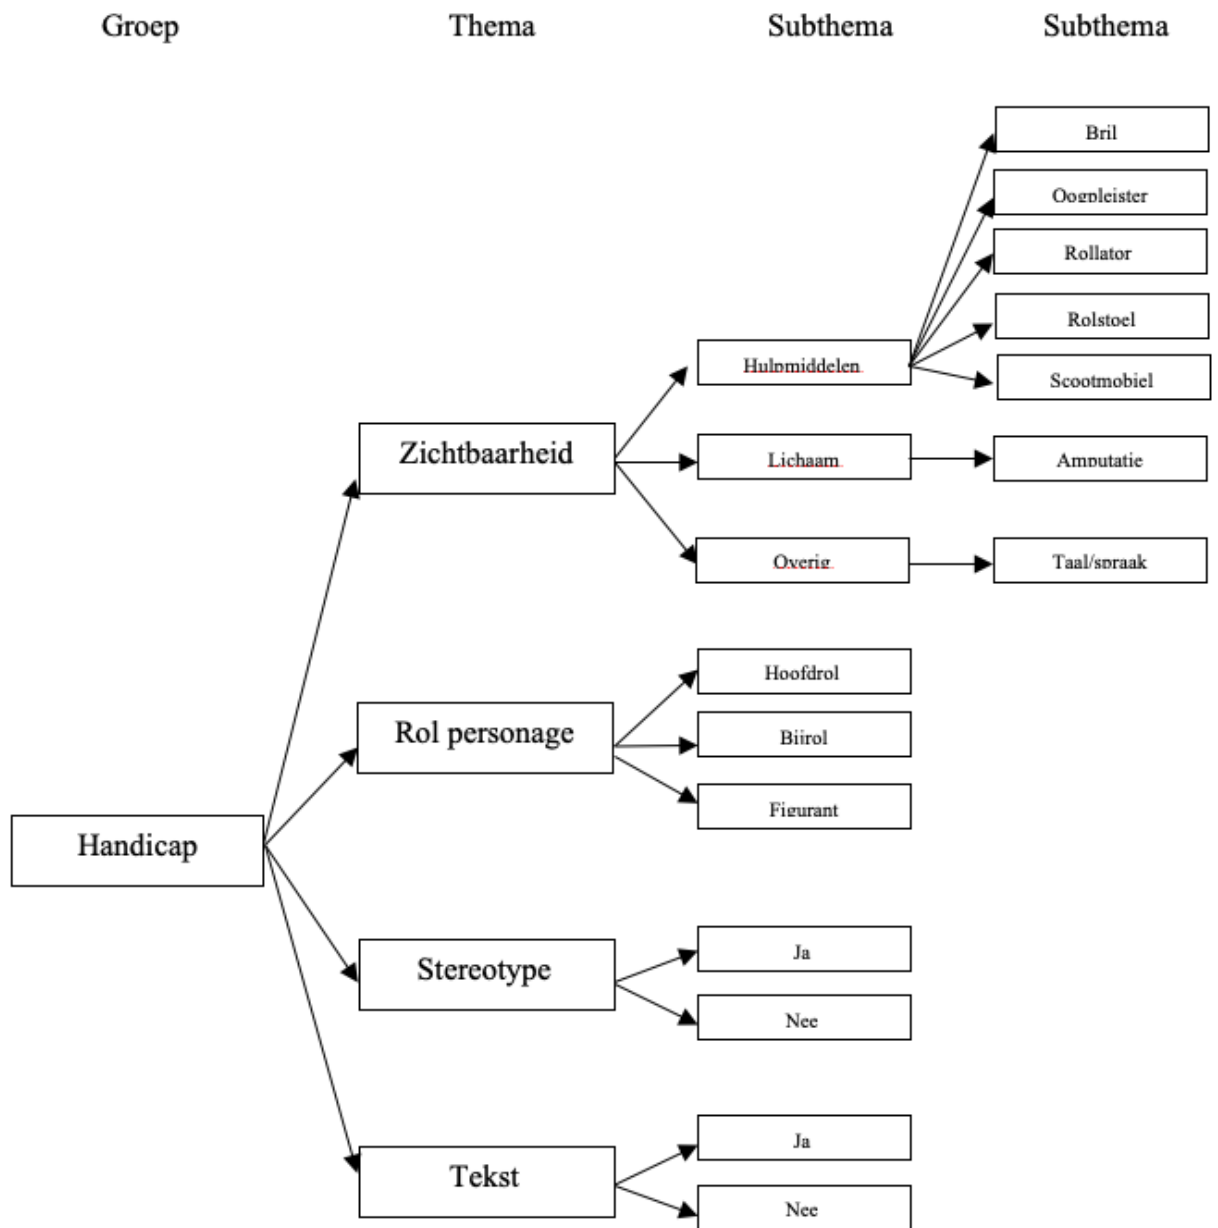 Groep Thema Subthema Subthema
Bril
Oogpleister
Rollator
Rolstoel
Hulpmiddelen
Scootmobiel
Zichtbaarheid
Lichaam
Amputatie
Overig
Taal/spraak
Hoofdrol
Rol personage
Bijrol
Figurant
Handicap
Ja
Stereotype
Nee
Ja
Tekst
Nee